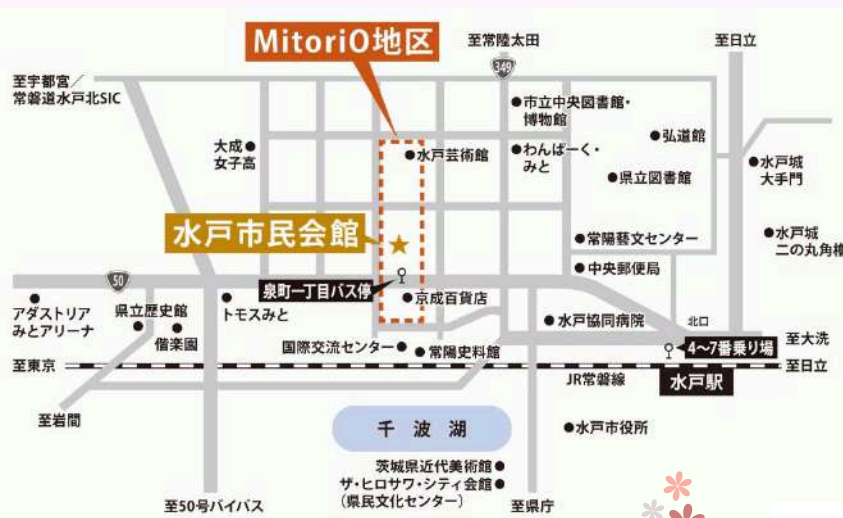 MitoriO地区
至常陸太田
至日立
349
至宇都宮／
常磐道水戸北SIC
市立中央図書館・
博物館
弘道館
大成
女子高
水戸芸術館
わんぱーく・
みと
県立図書館
水戸城
大手門
水戸市民会館
常陽藝文センター
水戸城
二の丸角櫓
中央郵便局
50
泉町一丁目バス停
京成百貨店
アダストリア
みとアリーナ
県立歴史館
偕楽園
トモスみと
水戸協同病院
北口
至大洗
国際交流センター
常陽史料館
4〜7番乗り場
至東京
JR常磐線
水戸駅
至日立
至岩間
千波湖
水戸市役所
茨城県近代美術館
ザ・ヒロサワ・シティ会館
（県民文化センター）
至50号バイパス
至県庁